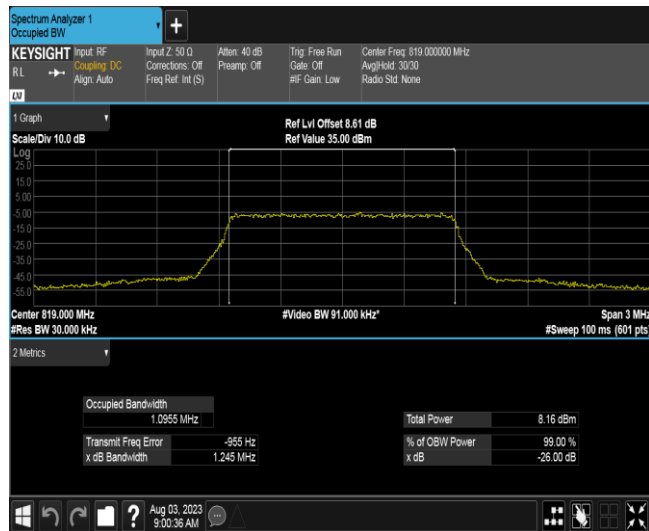 Spectrum Analyzer 1
Occupied BW
+
KEYSIGHT Input: RF Input Z: 50 Ω Atten: 40 dB Trig: Free Run Center Freq: 819.000000 MHz
RL Coupling: DC Corrections: Off Preamp: Off Gate: Off Avg|Hold: 30/30
Align: Auto Freq Ref: Int (S) #IF Gain: Low Radio Std: None
LXI
1 Graph
Ref Lvl Offset 8.61 dB
Scale/Div 10.0 dB Ref Value 35.00 dBm
Log
25.0
15.0
5.00
-5.00
-15.0
-25.0
-35.0
-45.0
-55.0
Center 819.000 MHz #Video BW 91.000 kHz* Span 3 MHz
#Res BW 30.000 kHz #Sweep 100 ms (601 pts)
2 Metrics
Occupied Bandwidth
1.0955 MHz Total Power 8.16 dBm
Transmit Freq Error -955 Hz % of OBW Power 99.00 %
x dB Bandwidth 1.245 MHz x dB -26.00 dB
? Aug 03, 2023
9:00:36 AM